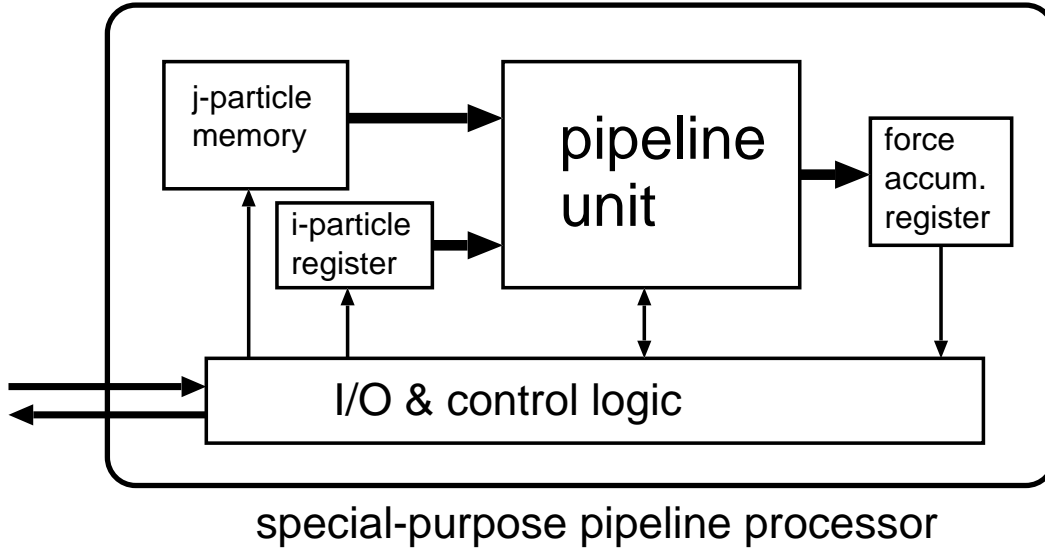 j-particle
memory
pipeline
unit
force
accum.
register
i-particle
register
I/O & control logic
special-purpose pipeline processor